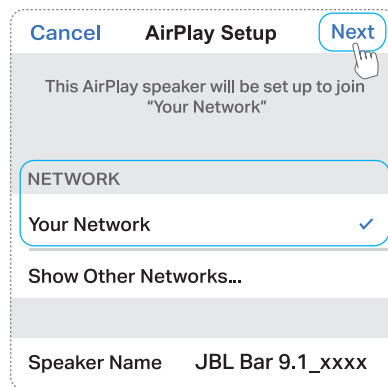 Cancel AirPlay Setup Next
This AirPlay speaker will be set up to join
“Your Network”
NETWORK
Your Network
Show Other Networks...
Speaker Name JBL Bar 9.1_xxxx